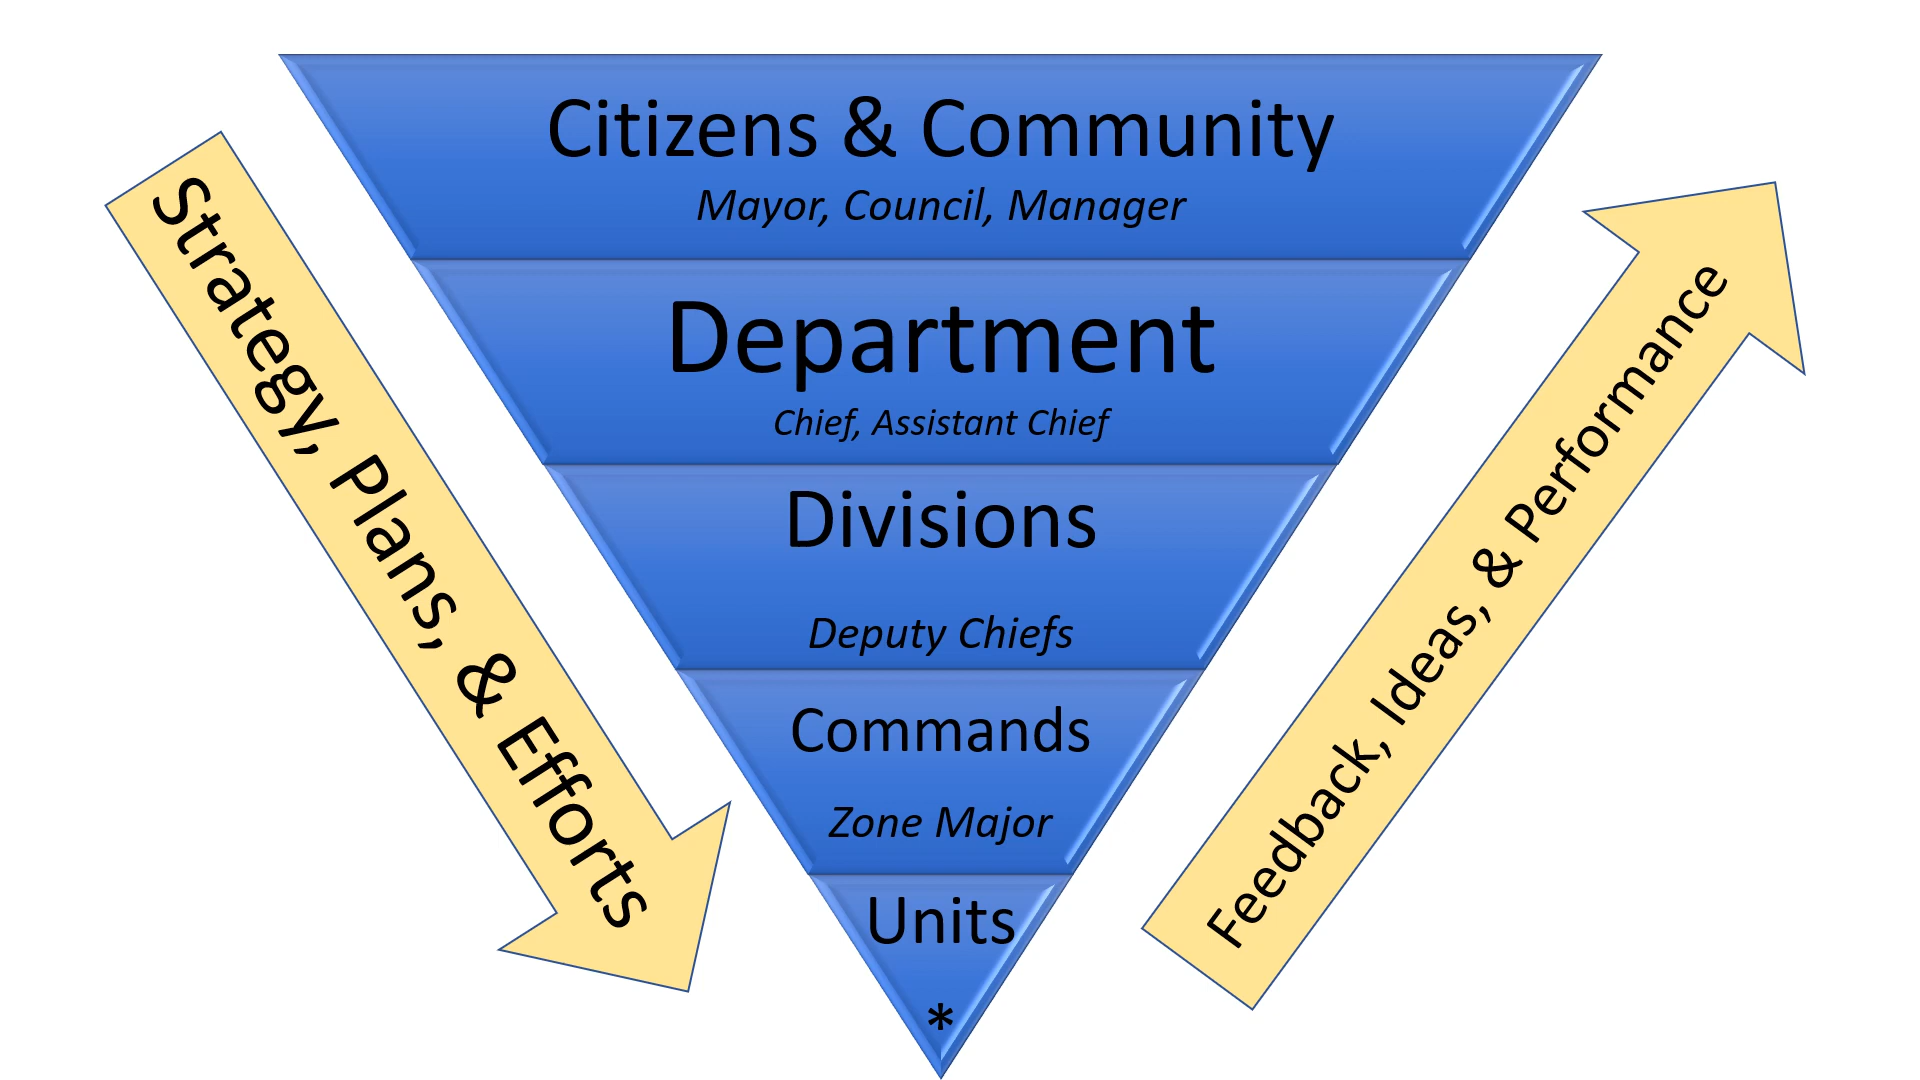 Citizens & Community
Mayor, Council, Manager
Department
Chief, Assistant Chief
Divisions
Deputy Chiefs
Commands
Zone Major
Units
*
Strategy, Plans, & Efforts
Feedback, Ideas, & Performance